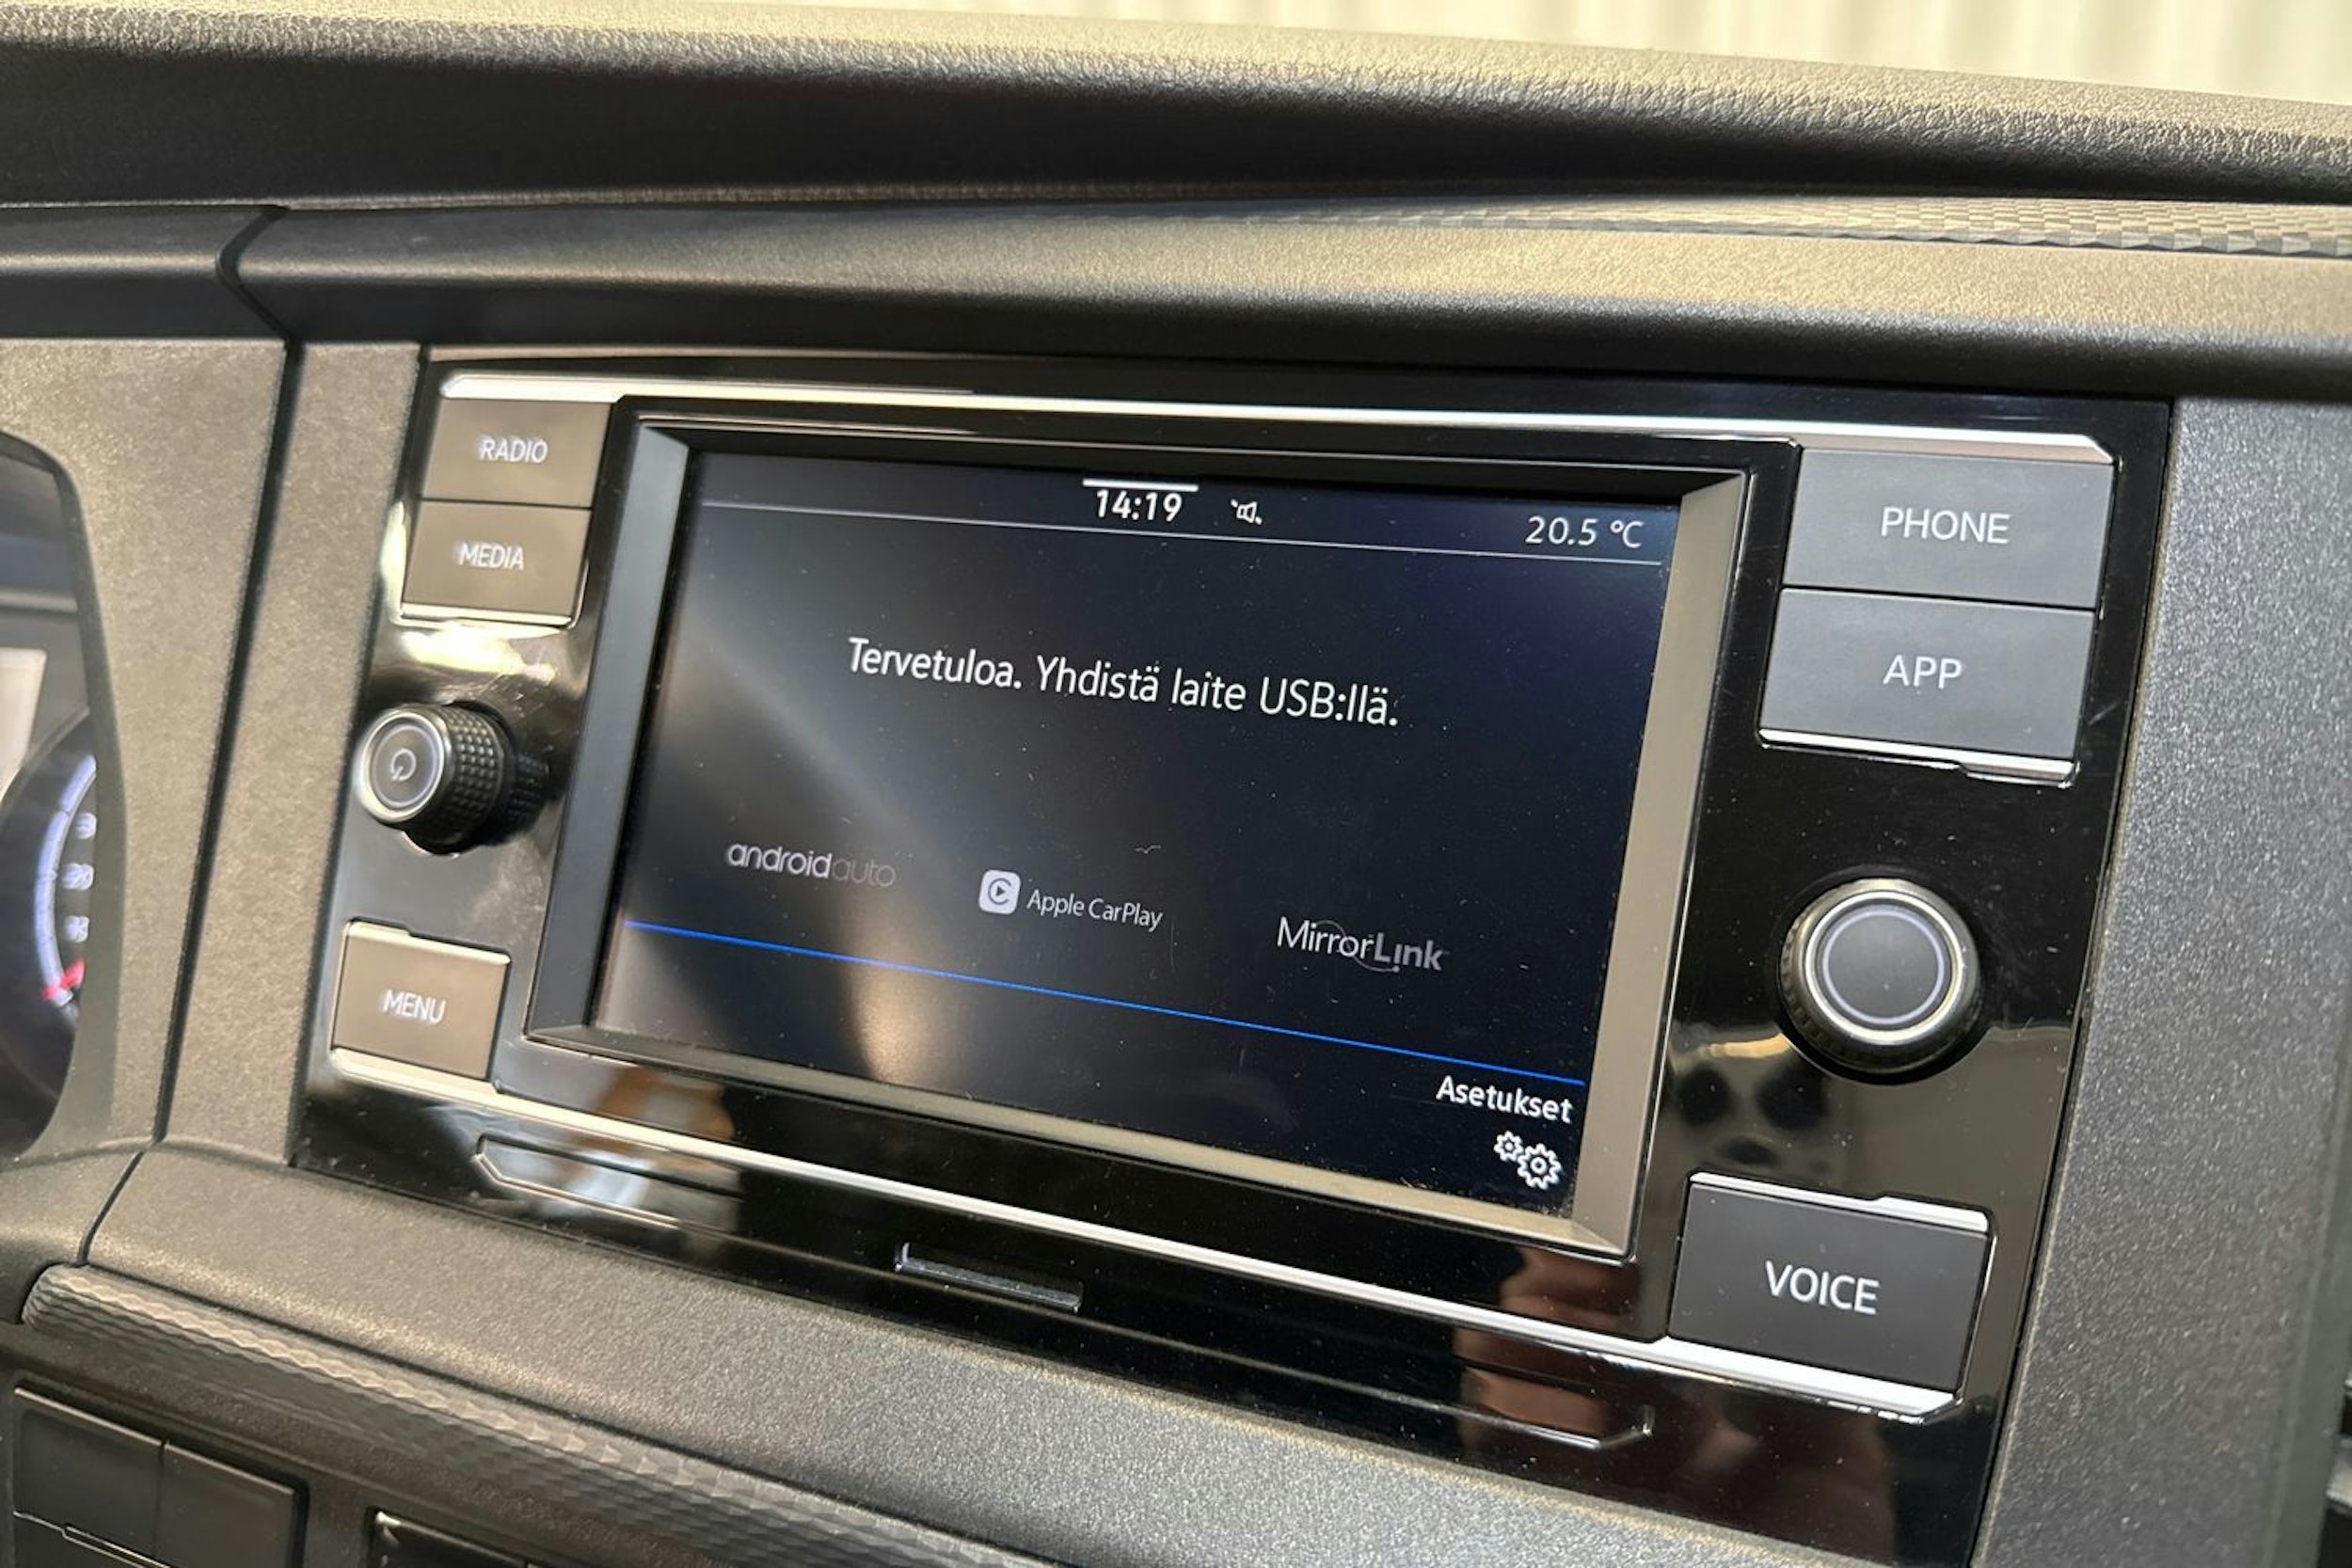 RADIO
MEDIA
MENU
14:19
20.5 °C
Tervetuloa. Yhdistä laite USB:llä.
androidauto
Apple CarPlay
MirrorLink
Asetukset
PHONE
APP
VOICE